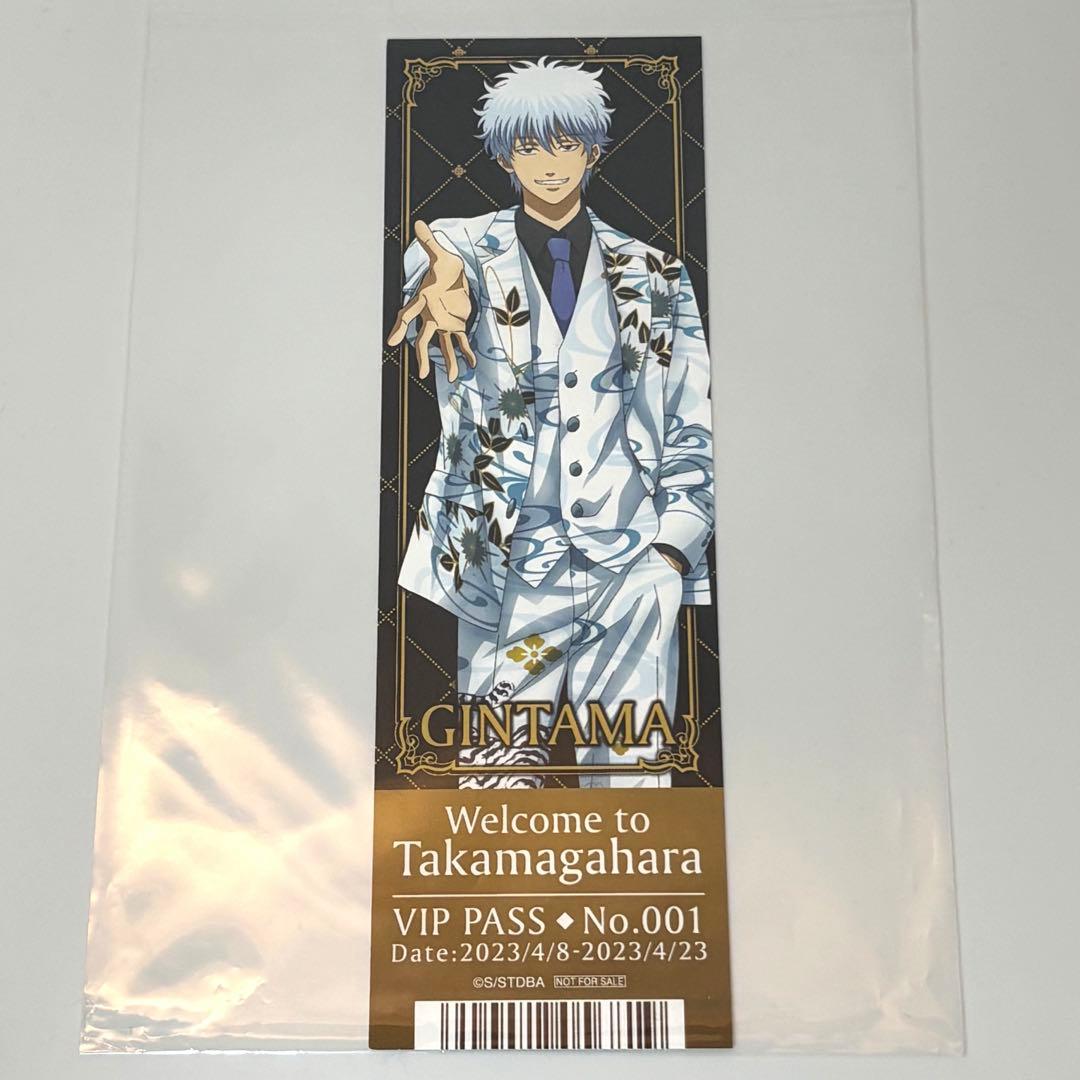 GINTAMA
Welcome to
Takamagahara
VIP PASS ◆ No.001
Date:2023/4/8-2023/4/23
©S/STDBA NOT FOR SALE